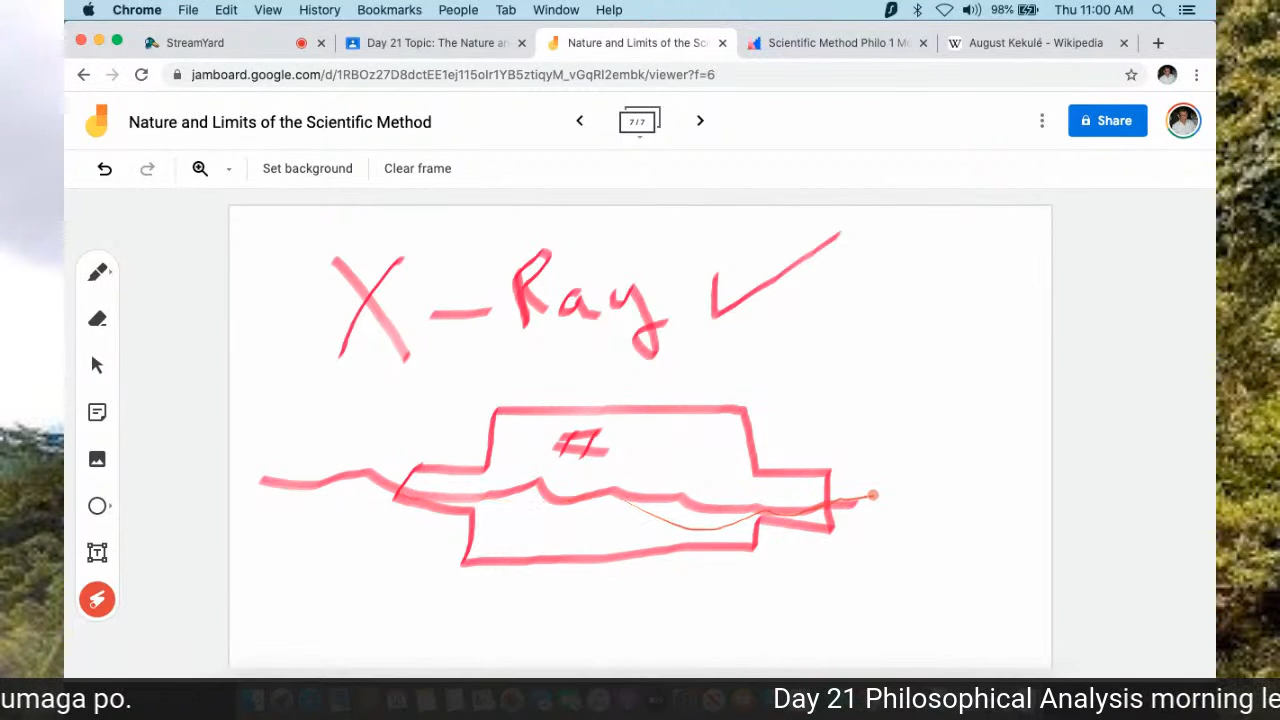 Chrome File Edit View History Bookmarks People Tab Window Help 98% Thu 11:00 AM
StreamYard Day 21 Topic: The Nature an Nature and Limits of the Sci Scientific Method Philo 1 Mo August Kekulé - Wikipedia
jamboard.google.com/d/1RBOz27D8dctEE1ej115oIr1YB5ztiqyM_vGqRI2embk/viewer?f=6
Nature and Limits of the Scientific Method 7/7 Share
Set background Clear frame
X-Ray
umaga po. Day 21 Philosophical Analysis morning le